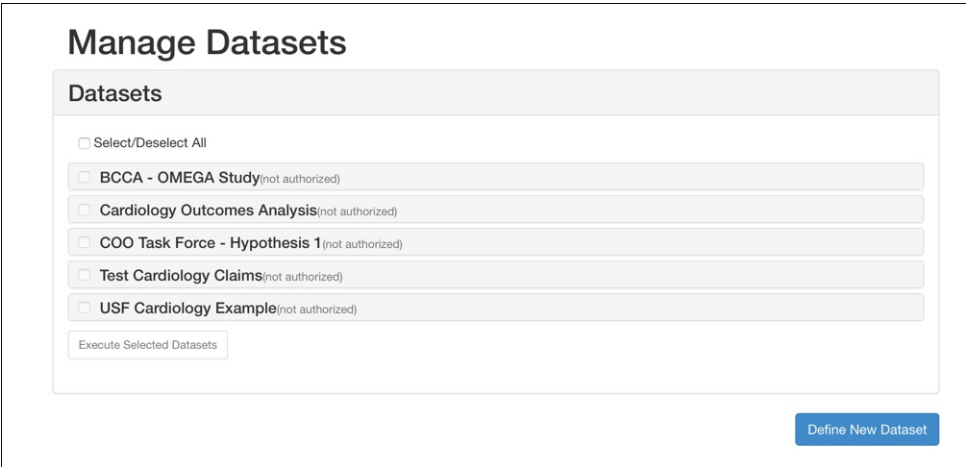 Manage Datasets
Datasets
Select/Deselect All
BCCA - OMEGA Study(not authorized)
Cardiology Outcomes Analysis(not authorized)
COO Task Force - Hypothesis 1(not authorized)
Test Cardiology Claims(not authorized)
USF Cardiology Example(not authorized)
Execute Selected Datasets
Define New Dataset